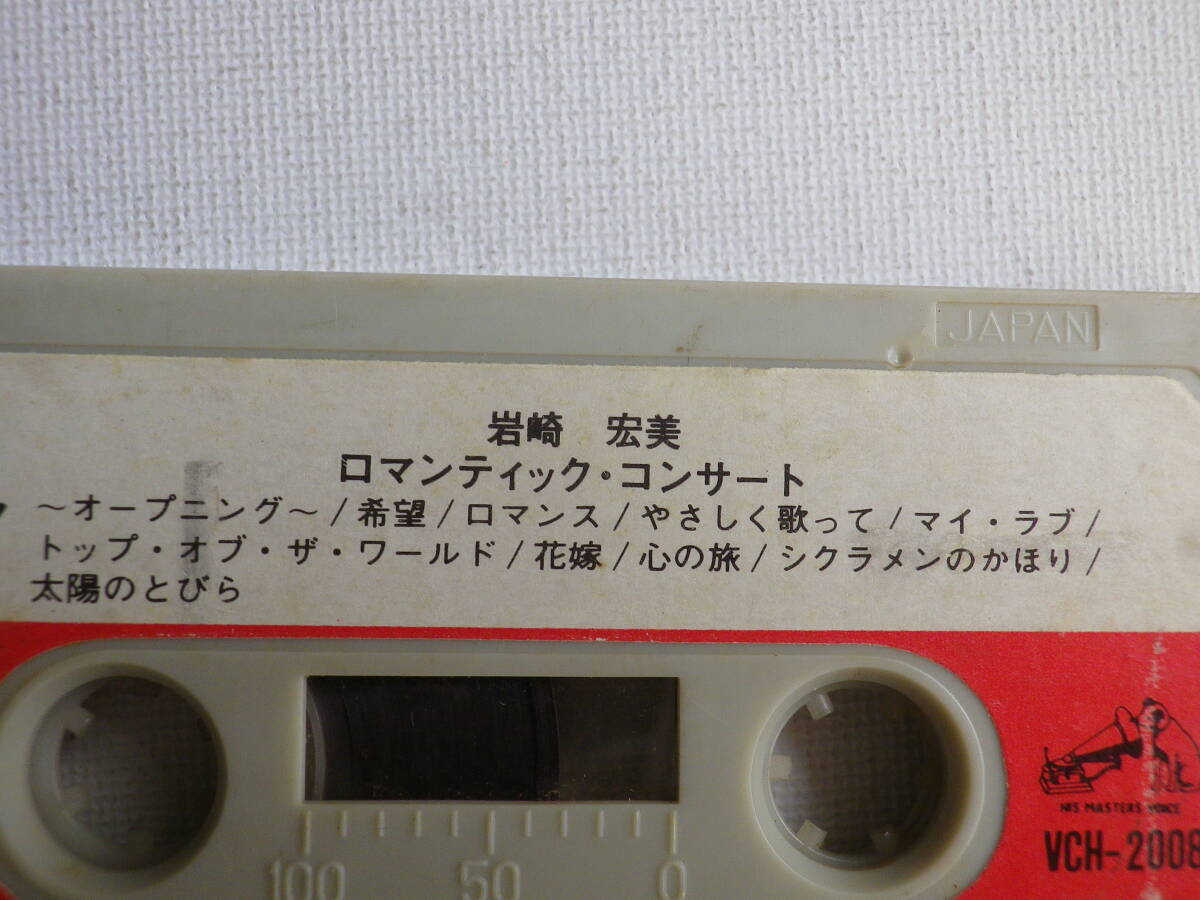 JAPAN
岩崎 宏美
ロマンティック・コンサート
～オープニング～/希望/ロマンス/やさしく歌って/マイ・ラブ/
トップ・オブ・ザ・ワールド/花嫁/心の旅/シクラメンのかほり/
太陽のとびら
HIS MASTERS VOICE
VCH-2008
100 50 0